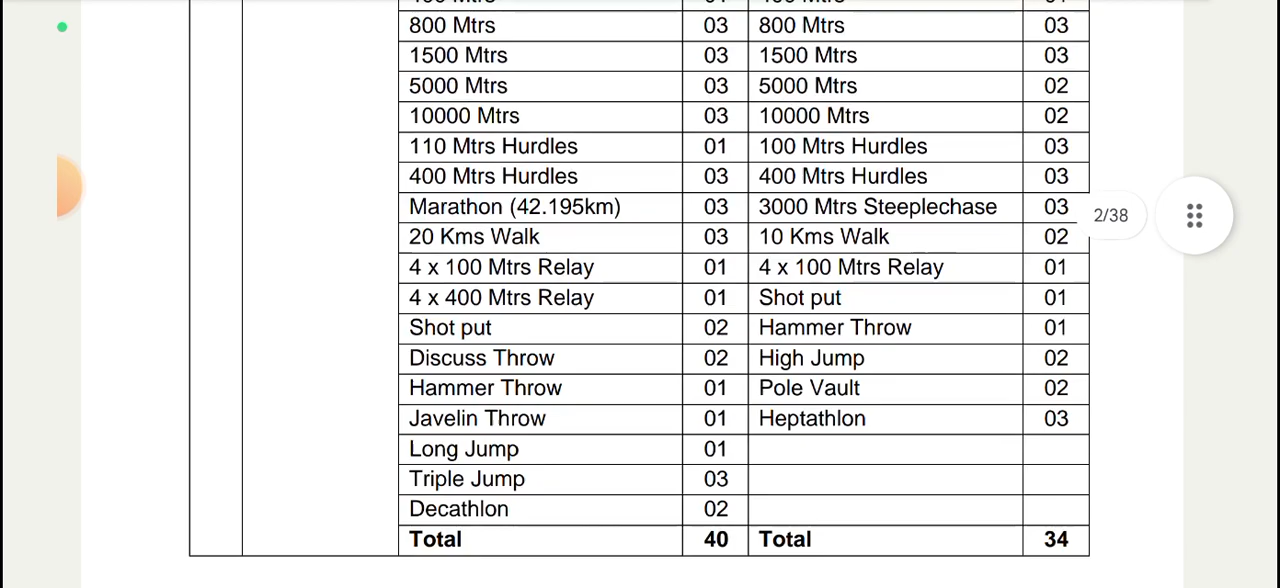 800 Mtrs 03 800 Mtrs 03
1500 Mtrs 03 1500 Mtrs 03
5000 Mtrs 03 5000 Mtrs 02
10000 Mtrs 03 10000 Mtrs 02
110 Mtrs Hurdles 01 100 Mtrs Hurdles 03
400 Mtrs Hurdles 03 400 Mtrs Hurdles 03
Marathon (42.195km) 03 3000 Mtrs Steeplechase 03
2/38
20 Kms Walk 03 10 Kms Walk 02
4 x 100 Mtrs Relay 01 4 x 100 Mtrs Relay 01
4 x 400 Mtrs Relay 01 Shot put 01
Shot put 02 Hammer Throw 01
Discuss Throw 02 High Jump 02
Hammer Throw 01 Pole Vault 02
Javelin Throw 01 Heptathlon 03
Long Jump 01
Triple Jump 03
Decathlon 02
Total 40 Total 34